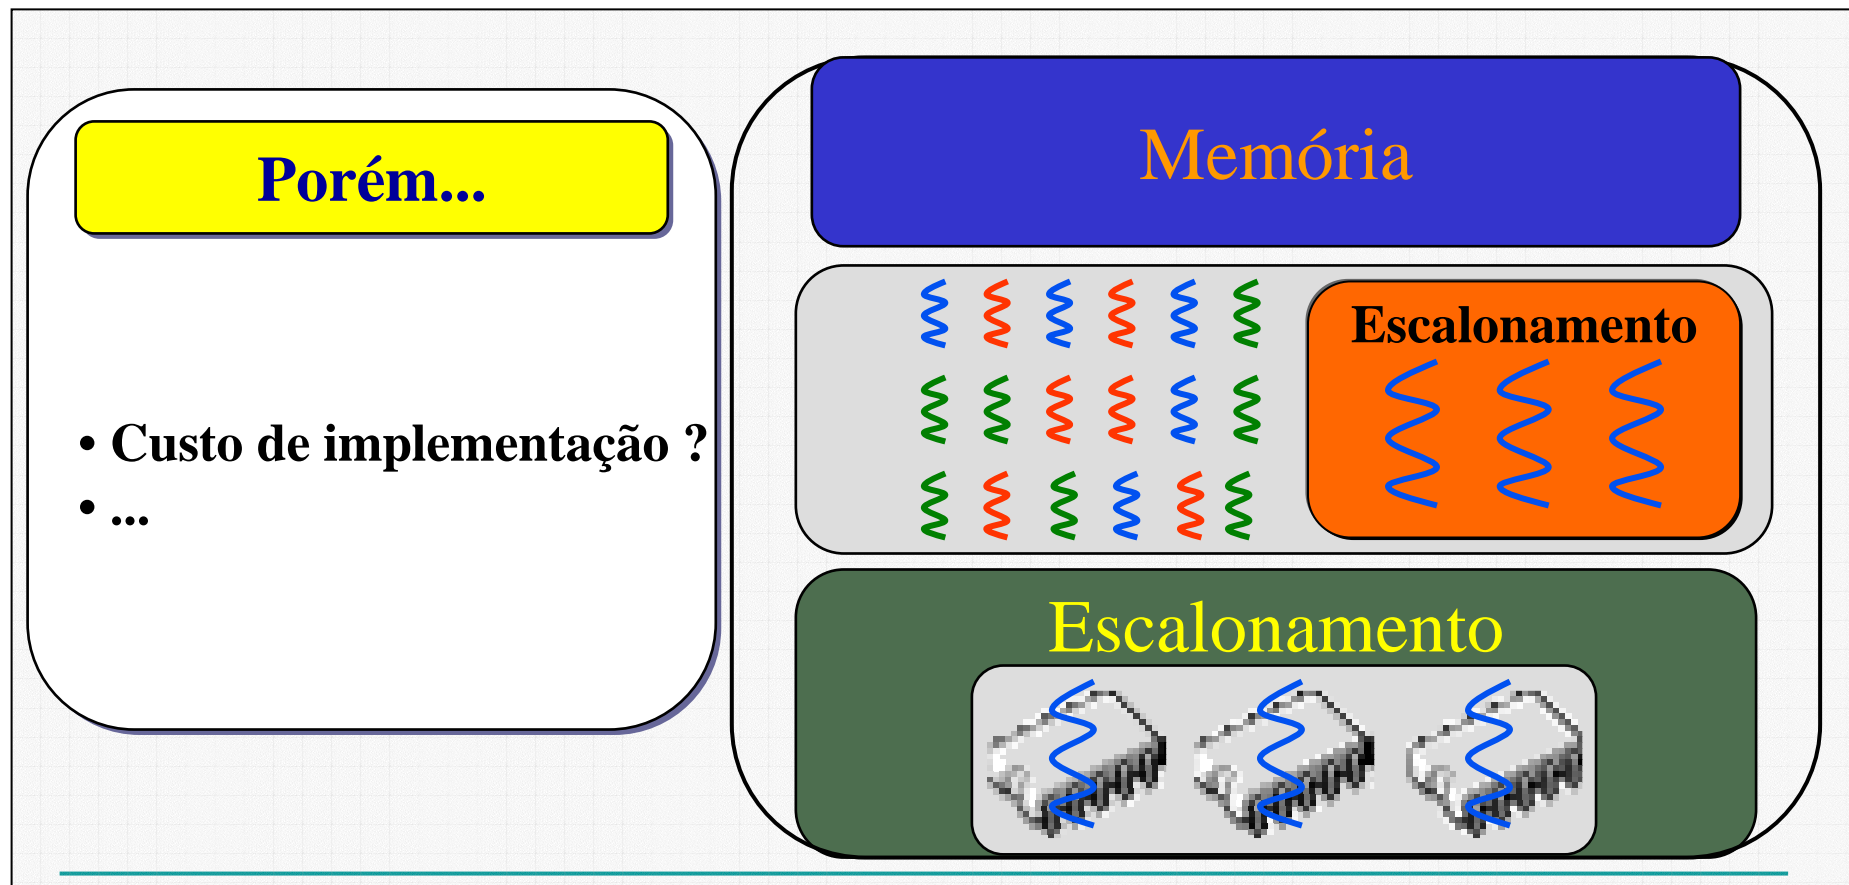 Porém...
• Custo de implementação ?
• ...
Memória
Escalonamento
Escalonamento